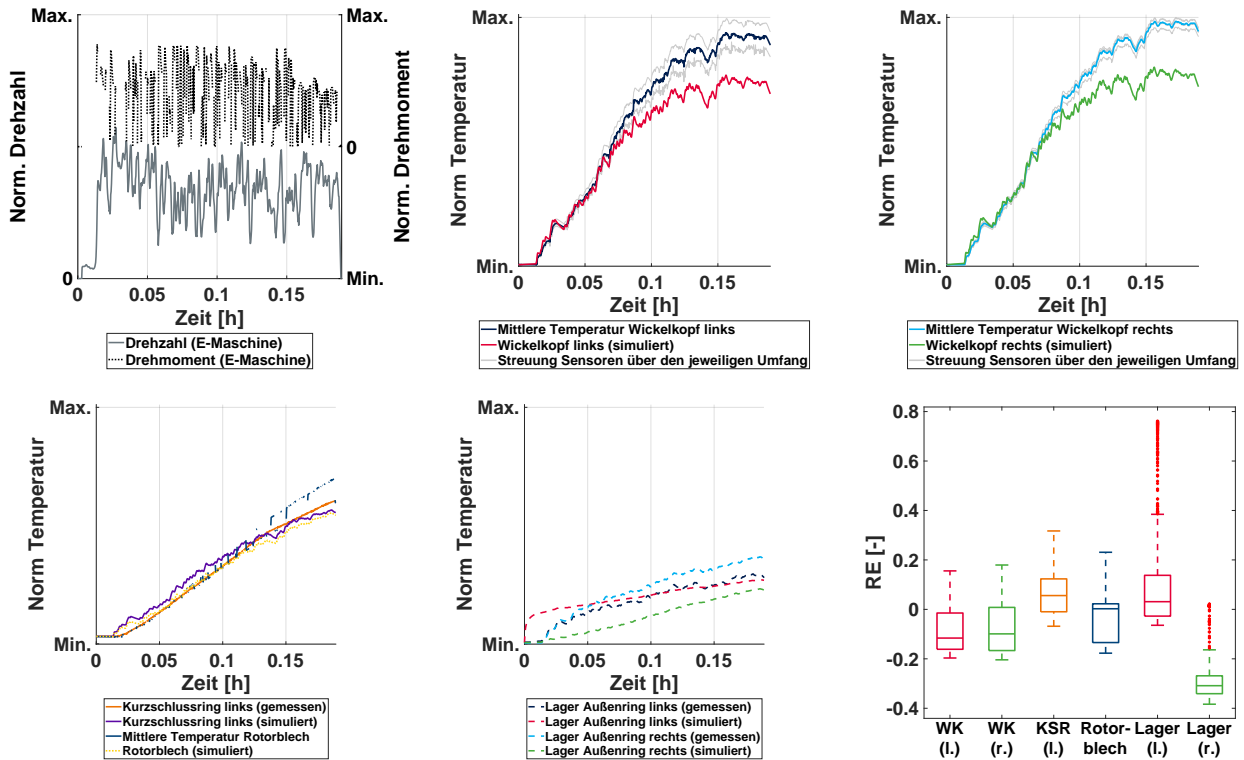 Max.
Max.
Norm. Drehzahl
0
Norm. Drehmoment
0
Min.
0 0.05 0.1 0.15
Zeit [h]
Drehzahl (E-Maschine)
Drehmoment (E-Maschine)
Max.
Norm Temperatur
Min.
0 0.05 0.10 0.15
Zeit [h]
Mittlere Temperatur Wickelkopf links
Wickelkopf links (simuliert)
Streuung Sensoren über den jeweiligen Umfang
Max.
Norm Temperatur
Min.
0 0.05 0.10 0.15
Zeit [h]
Mittlere Temperatur Wickelkopf rechts
Wickelkopf rechts (simuliert)
Streuung Sensoren über den jeweiligen Umfang
Max.
Norm Temperatur
Min.
0 0.05 0.10 0.15
Zeit [h]
Kurzschlussring links (gemessen)
Kurzschlussring links (simuliert)
Mittlere Temperatur Rotorblech
Rotorblech (simuliert)
Max.
Norm Temperatur
Min.
0 0.05 0.10 0.15
Zeit [h]
Lager Außenring links (gemessen)
Lager Außenring links (simuliert)
Lager Außenring rechts (gemessen)
Lager Außenring rechts (simuliert)
0.8
0.6
0.4
0.2
0
-0.2
-0.4
RE [-]
WK WK KSR Rotor- Lager Lager
(l.) (r.) (l.) blech (l.) (r.)